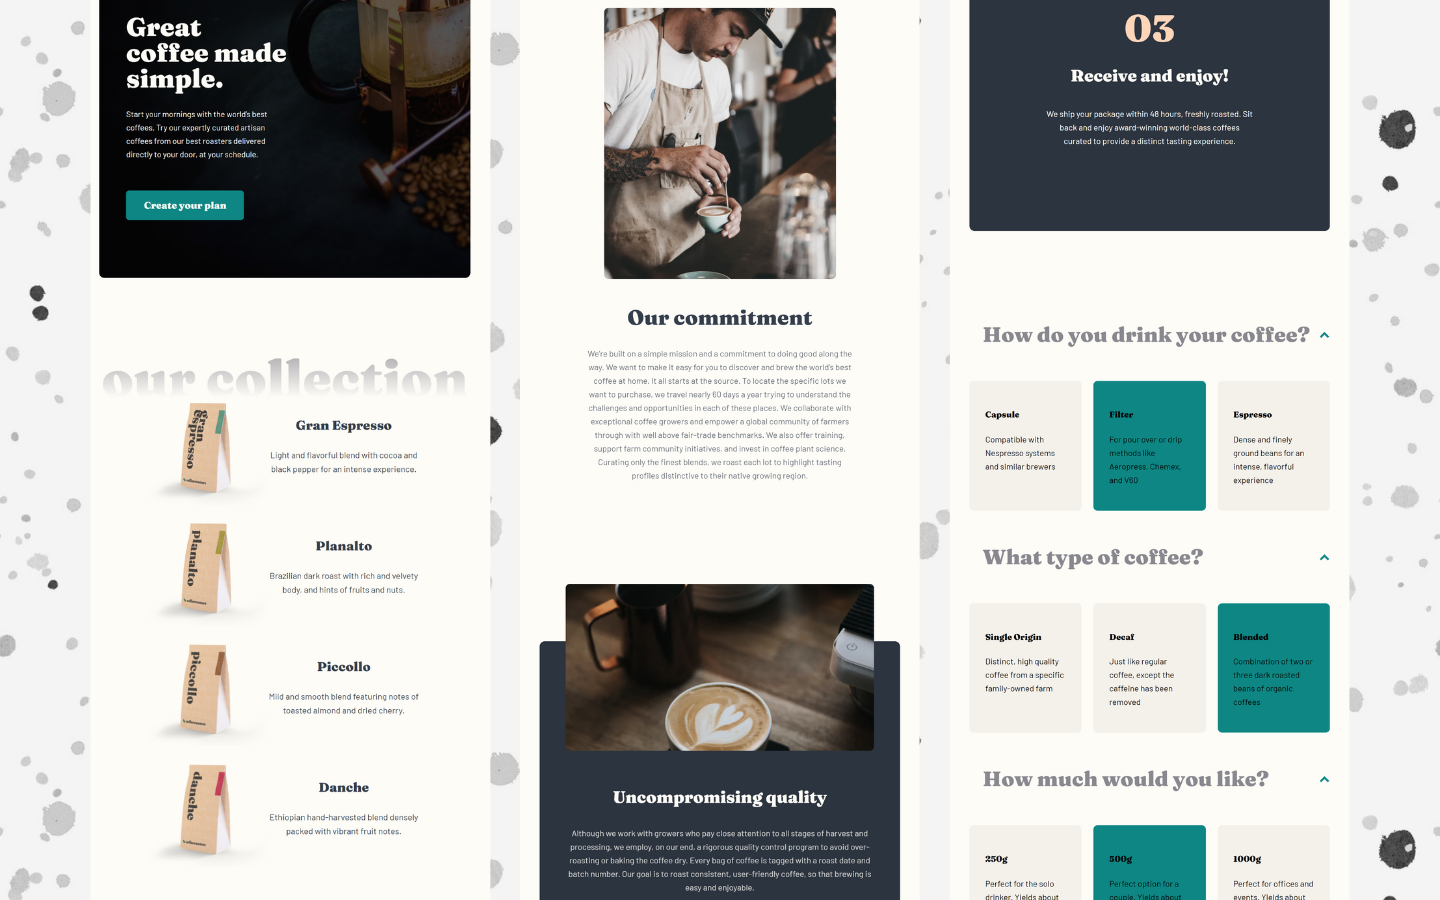 Great
coffee made
simple.
Start your mornings with the world's best
coffees. Try our expertly curated artisan
coffees from our best roasters delivered
directly to your door, at your schedule.
Create your plan
our collection
gran
espresso
Gran Espresso
Light and flavorful blend with cocoa and
black pepper for an intense experience.
planalto
Planalto
Brazilian dark roast with rich and velvety
body, and hints of fruits and nuts.
piccollo
Piccollo
Mild and smooth blend featuring notes of
toasted almond and dried cherry.
danche
Danche
Ethiopian hand-harvested blend densely
packed with vibrant fruit notes.
Our commitment
We're built on a simple mission and a commitment to doing good along the
way. We want to make it easy for you to discover and brew the world's best
coffee at home. It all starts at the source. To locate the specific lots we
want to purchase, we travel nearly 60 days a year trying to understand the
challenges and opportunities in each of these places. We collaborate with
exceptional coffee growers and empower a global community of farmers
through with well above fair-trade benchmarks. We also offer training,
support farm community initiatives, and invest in coffee plant science.
Curating only the finest blends, we roast each lot to highlight tasting
profiles distinctive to their native growing region.
Uncompromising quality
Although we work with growers who pay close attention to all stages of harvest and
processing, we employ, on our end, a rigorous quality control program to avoid over-
roasting or baking the coffee dry. Every bag of coffee is tagged with a roast date and
batch number. Our goal is to roast consistent, user-friendly coffee, so that brewing is
easy and enjoyable.
03
Receive and enjoy!
We ship your package within 48 hours, freshly roasted. Sit
back and enjoy award-winning world-class coffees
curated to provide a distinct tasting experience.
How do you drink your coffee?
Capsule
Compatible with
Nespresso systems
and similar brewers
Filter
For pour over or drip
methods like
Aeropress, Chemex,
and V60
Espresso
Dense and finely
ground beans for an
intense, flavorful
experience
What type of coffee?
Single Origin
Distinct, high quality
coffee from a specific
family-owned farm
Decaf
Just like regular
coffee, except the
caffeine has been
removed
Blended
Combination of two or
three dark roasted
beans of organic
coffees
How much would you like?
250g
Perfect for the solo
drinker. Yields about
500g
Perfect option for a
couple. Yields about
1000g
Perfect for offices and
events. Yields about